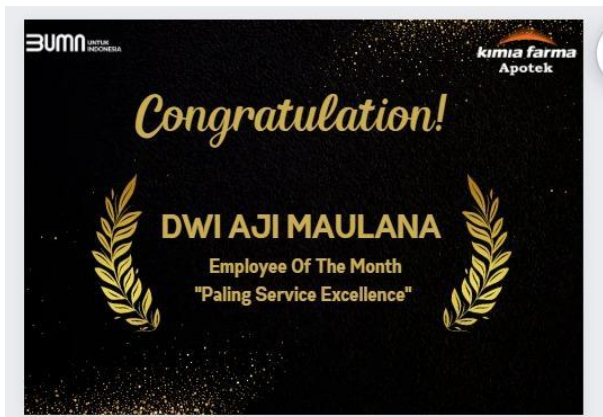 BUMN UNTUK
INDONESIA
kimia farma
Apotek
Congratulation!
DWI AJI MAULANA
Employee Of The Month
"Paling Service Excellence"